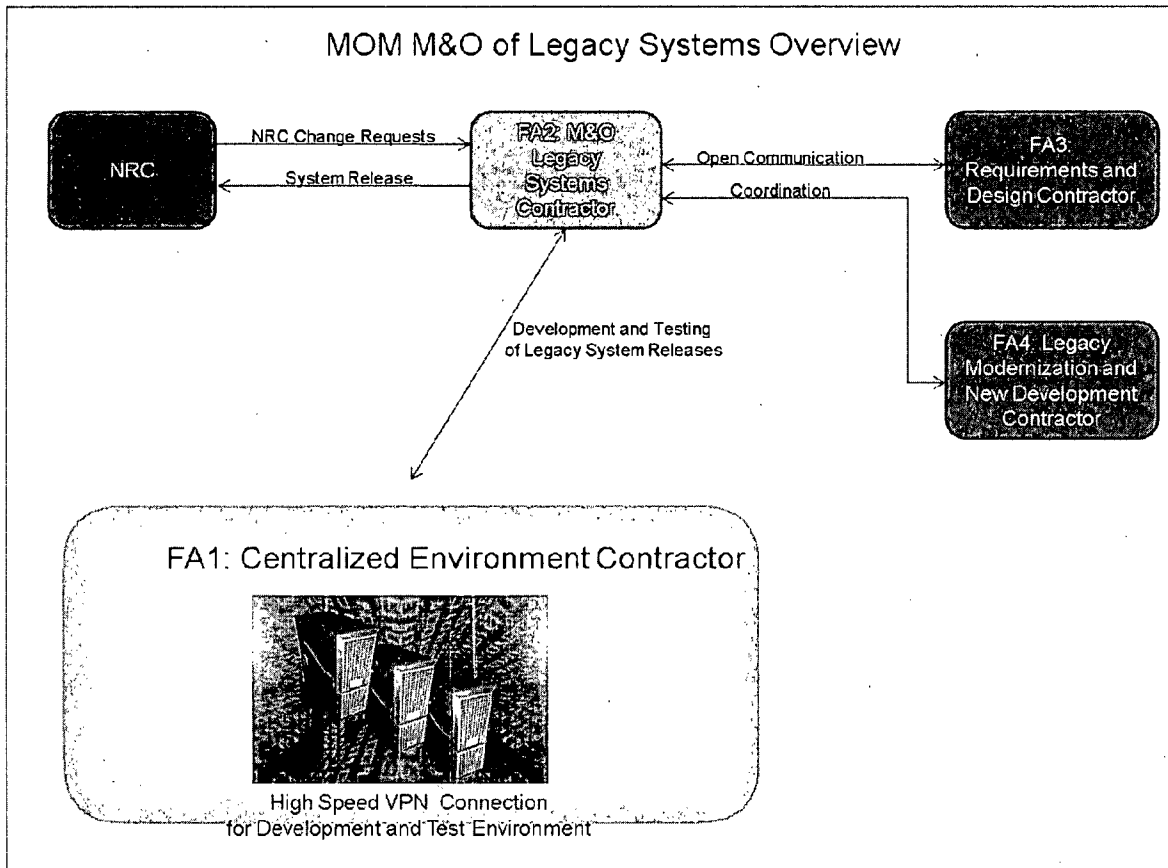 MOM M&O of Legacy Systems Overview
NRC
NRC Change Requests
System Release
FA2: M&O
Legacy
Systems
Contractor
Open Communication
Coordination
FA3:
Requirements and
Design Contractor
FA4: Legacy
Modernization and
New Development
Contractor
Development and Testing
of Legacy System Releases
FA1: Centralized Environment Contractor
High Speed VPN Connection
for Development and Test Environment